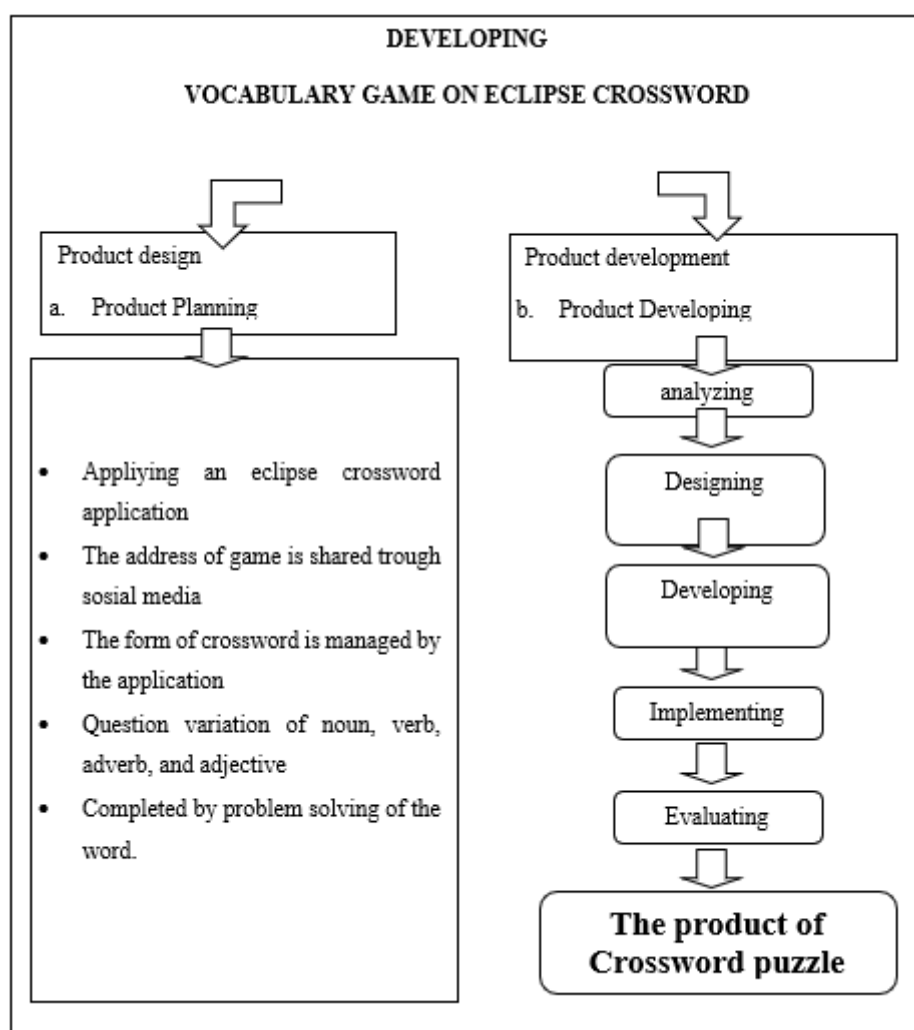 DEVELOPING
VOCABULARY GAME ON ECLIPSE CROSSWORD
Product design
a. Product Planning
• Appliying an eclipse crossword
application
• The address of game is shared trough
sosial media
• The form of crossword is managed by
the application
• Question variation of noun, verb,
adverb, and adjective
• Completed by problem solving of the
word.
Product development
b. Product Developing
analyzing
Designing
Developing
Implementing
Evaluating
The product of
Crossword puzzle